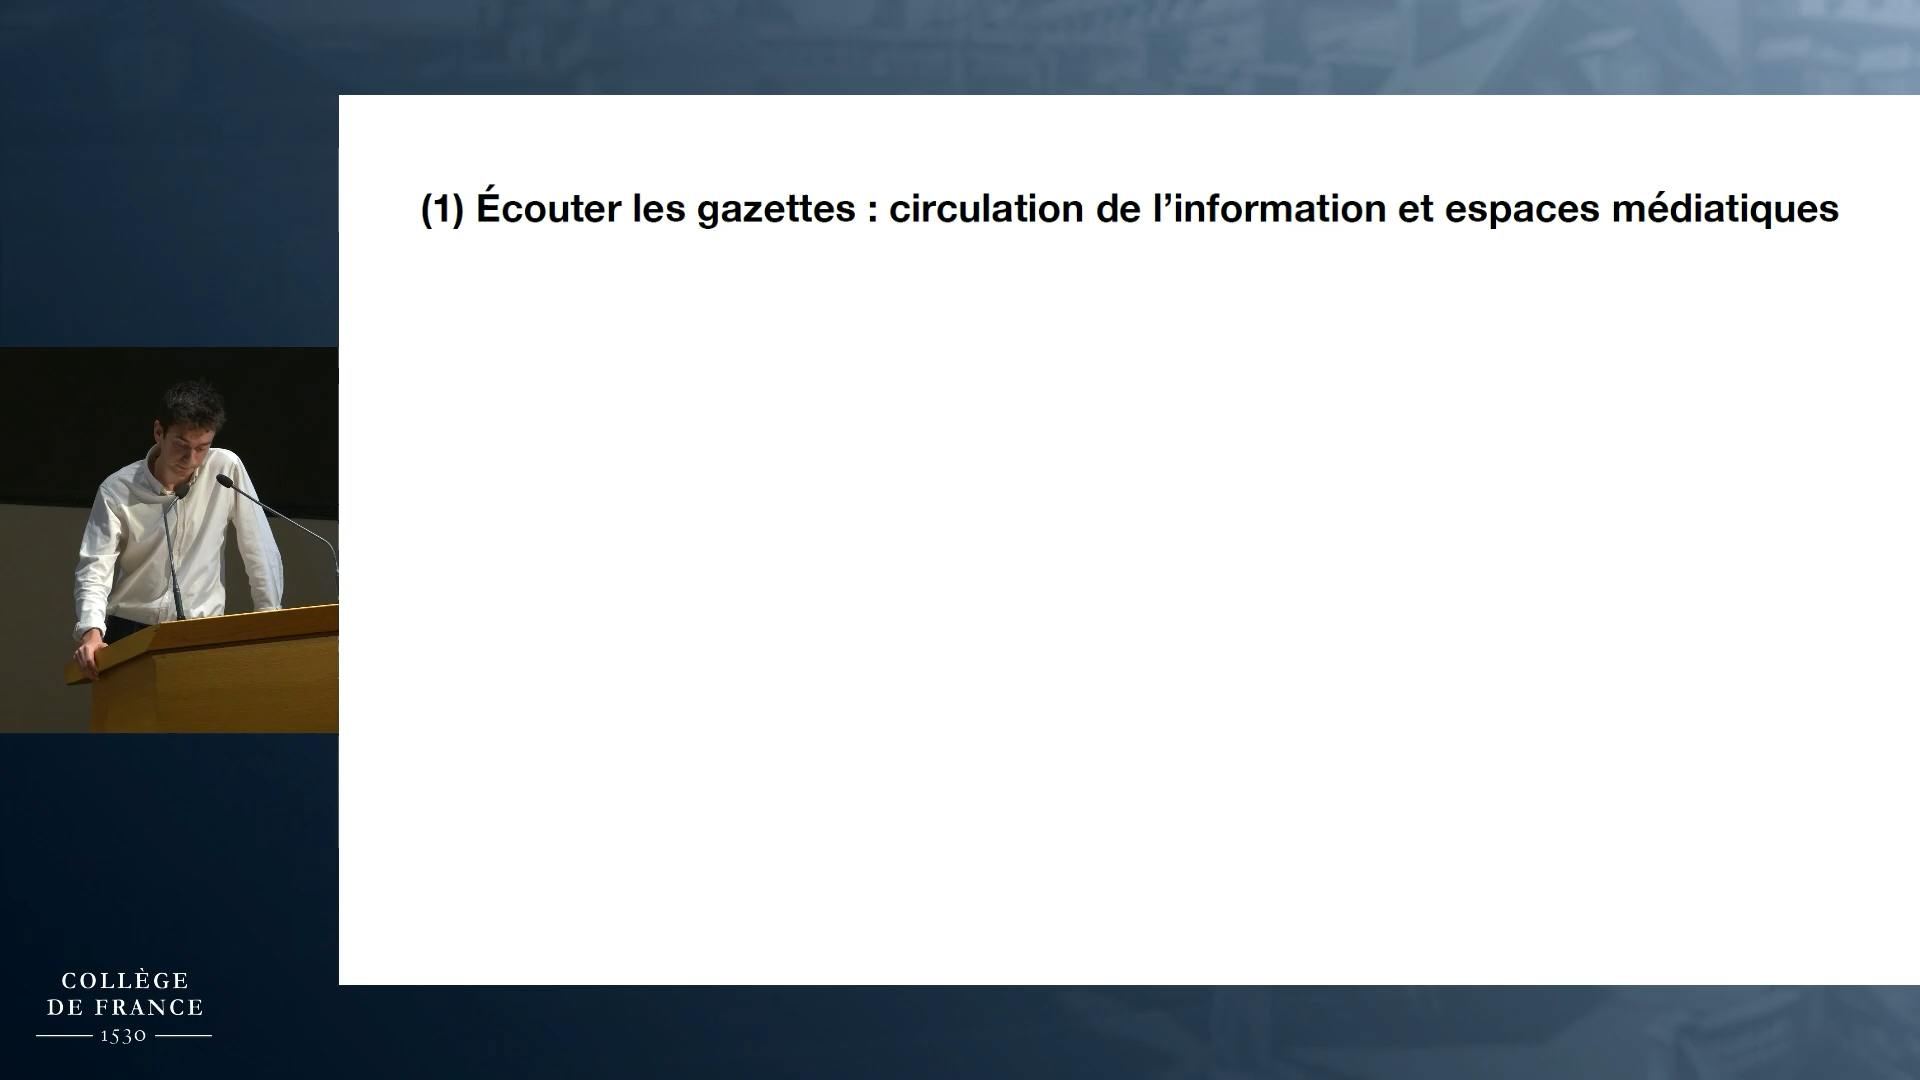 (1) Écouter les gazettes : circulation de l’information et espaces médiatiques
COLLÈGE
DE FRANCE
1530